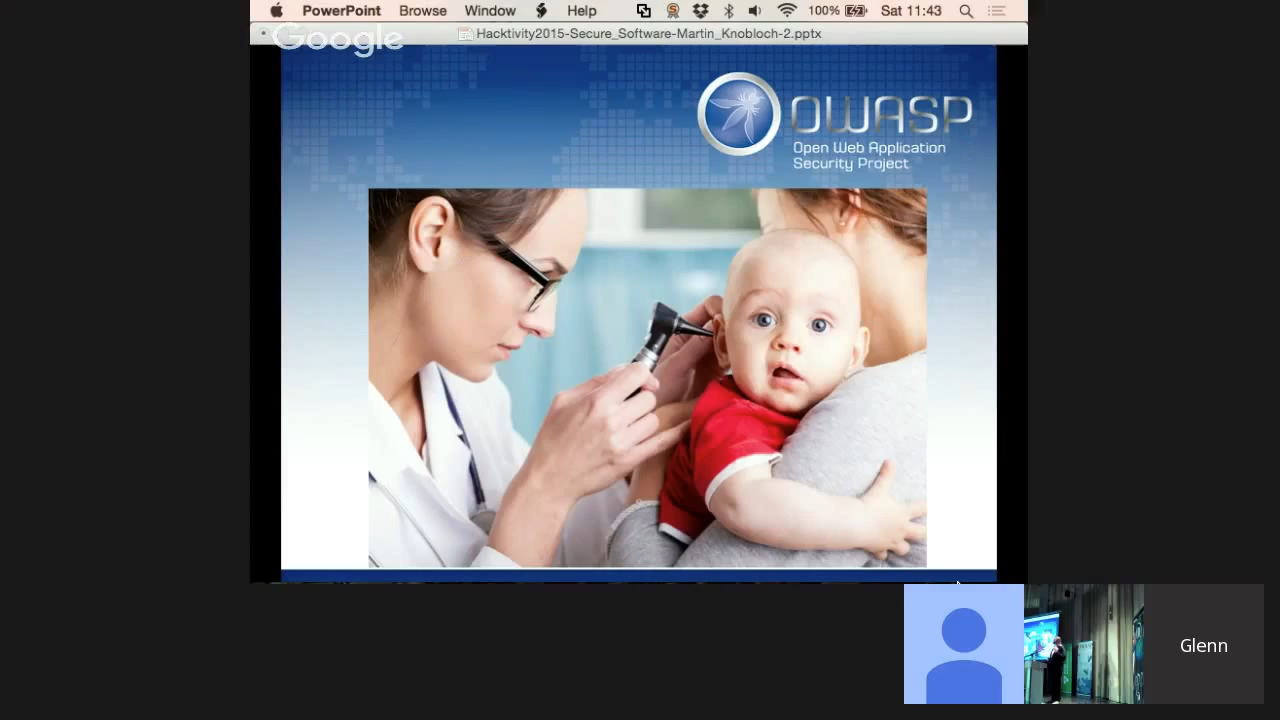 PowerPoint Browse Window Help 100% Sat 11:43
Google
Hacktivity2015-Secure_Software-Martin_Knobloch-2.pptx
OWASP
Open Web Application
Security Project
Glenn